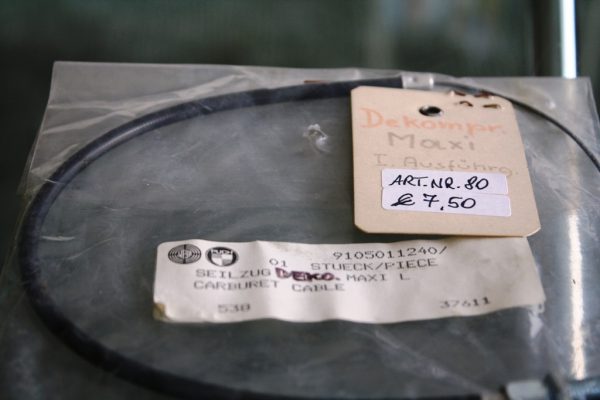 Dekompr.
Maxi
I. Ausführg.
ART.NR. 80
€ 7,50
9105011240/
01 STUECK/PIECE
SEILZUG DEKO. MAXI L
CARBURET CABLE
538 37611